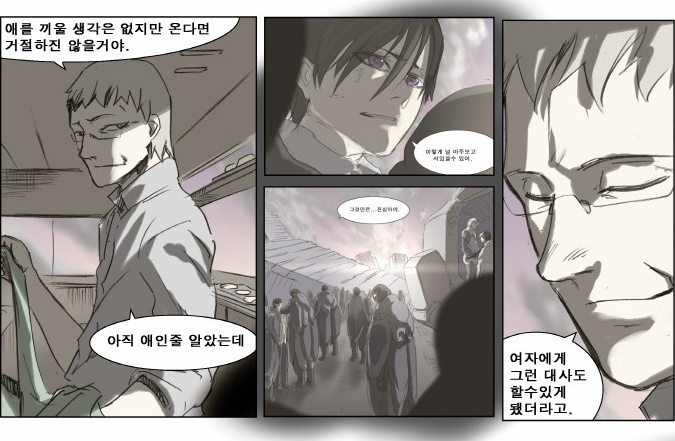 애를 끼울 생각은 없지만 온다면
거절하진 않을거야.
아직 애인줄 알았는데
이렇게 널 마주보고
서있을수 있어.
그것만은...진심이야.
여자에게
그런 대사도
할수있게
됐더라고.